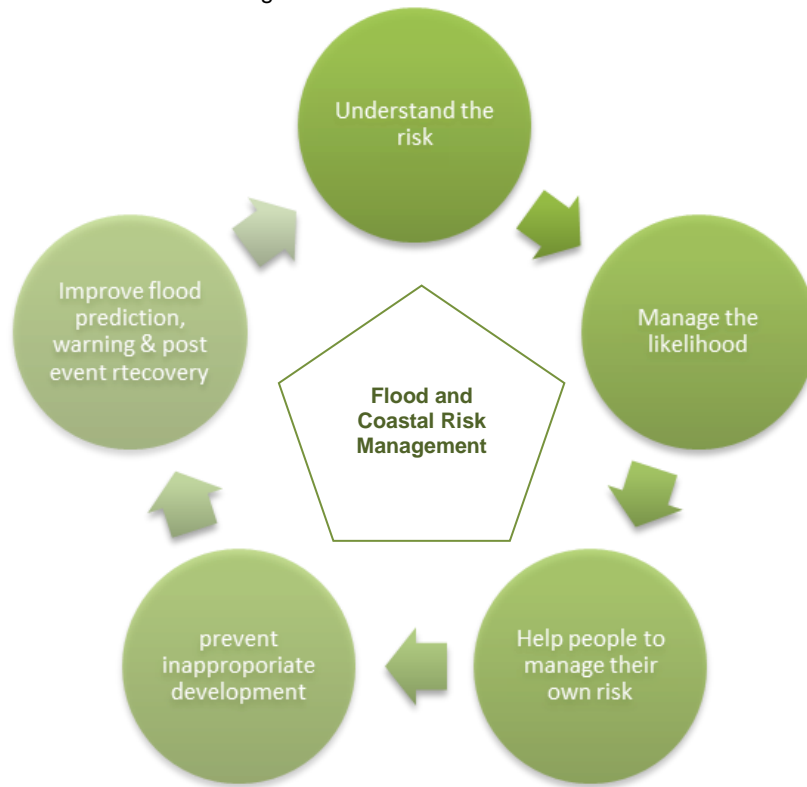 Understand the
risk
Manage the
likelihood
Help people to
manage their
own risk
prevent
inapproporiate
development
Improve flood
prediction,
warning & post
event rtecovery
Flood and
Coastal Risk
Management